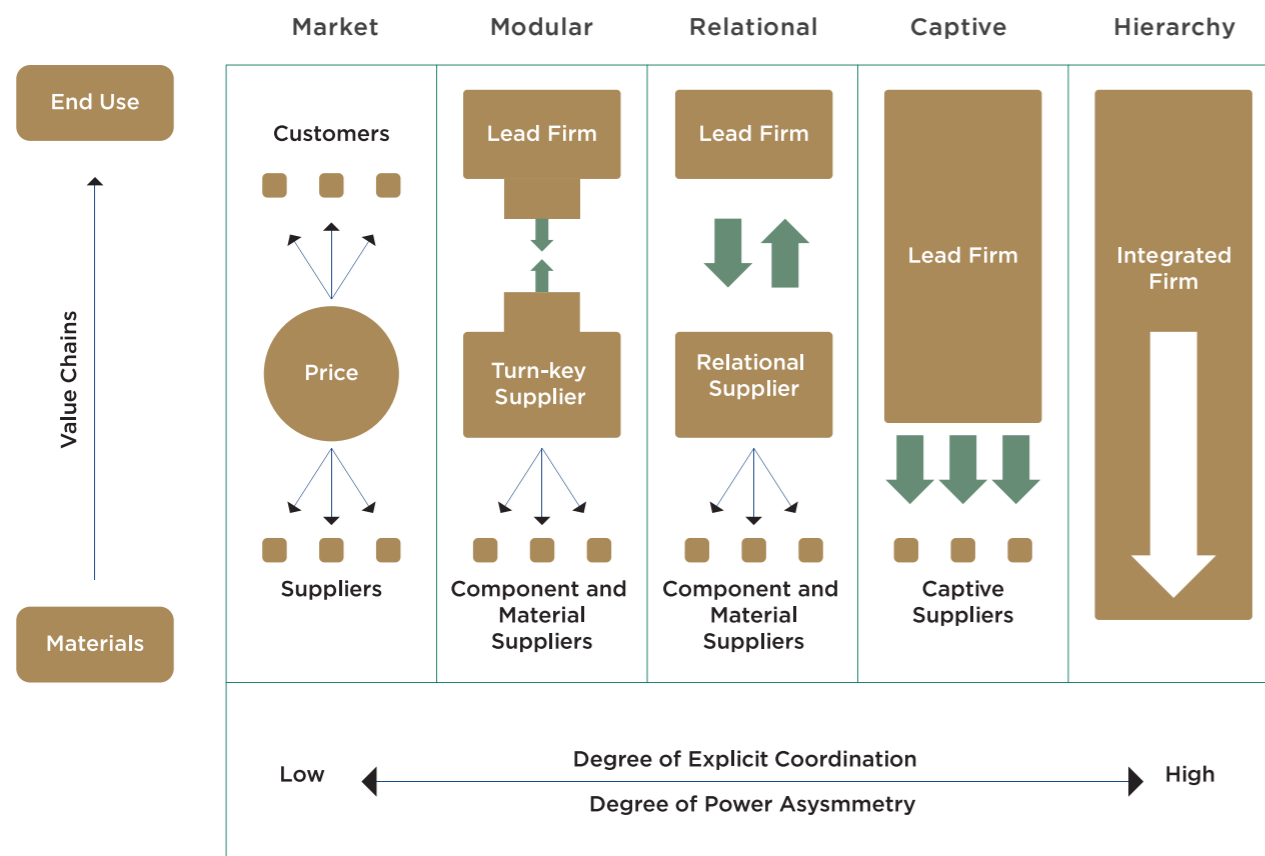 Market
Modular
Relational
Captive
Hierarchy
End Use
Value Chains
Materials
Customers
Price
Suppliers
Lead Firm
Turn-key
Supplier
Component and
Material
Suppliers
Lead Firm
Relational
Supplier
Component and
Material
Suppliers
Lead Firm
Captive
Suppliers
Integrated
Firm
Low
Degree of Explicit Coordination
Degree of Power Asysmmetry
High